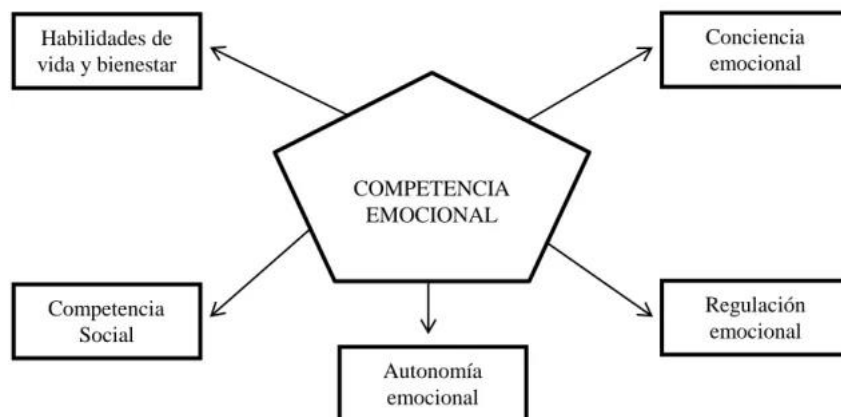 Habilidades de
vida y bienestar
Conciencia
emocional
COMPETENCIA
EMOCIONAL
Competencia
Social
Regulación
emocional
Autonomía
emocional